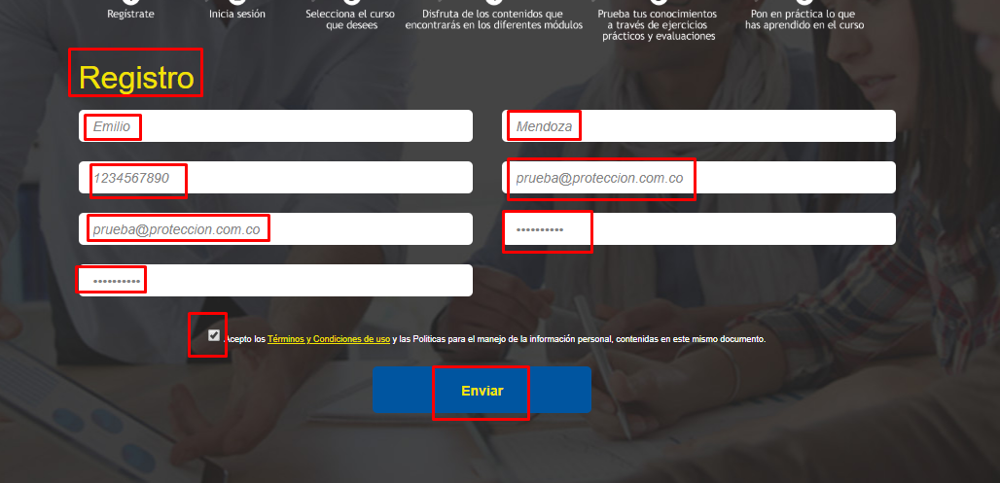 Regístrate
Inicia sesión
Selecciona el curso
que desees
Disfruta de los contenidos que
encontrarás en los diferentes módulos
Prueba tus conocimientos
a través de ejercicios
prácticos y evaluaciones
Pon en práctica lo que
has aprendido en el curso
Registro
Emilio
Mendoza
1234567890
prueba@proteccion.com.co
prueba@proteccion.com.co
••••••••••
••••••••••
Acepto los Términos y Condiciones de uso y las Politicas para el manejo de la información personal, contenidas en este mismo documento.
Enviar